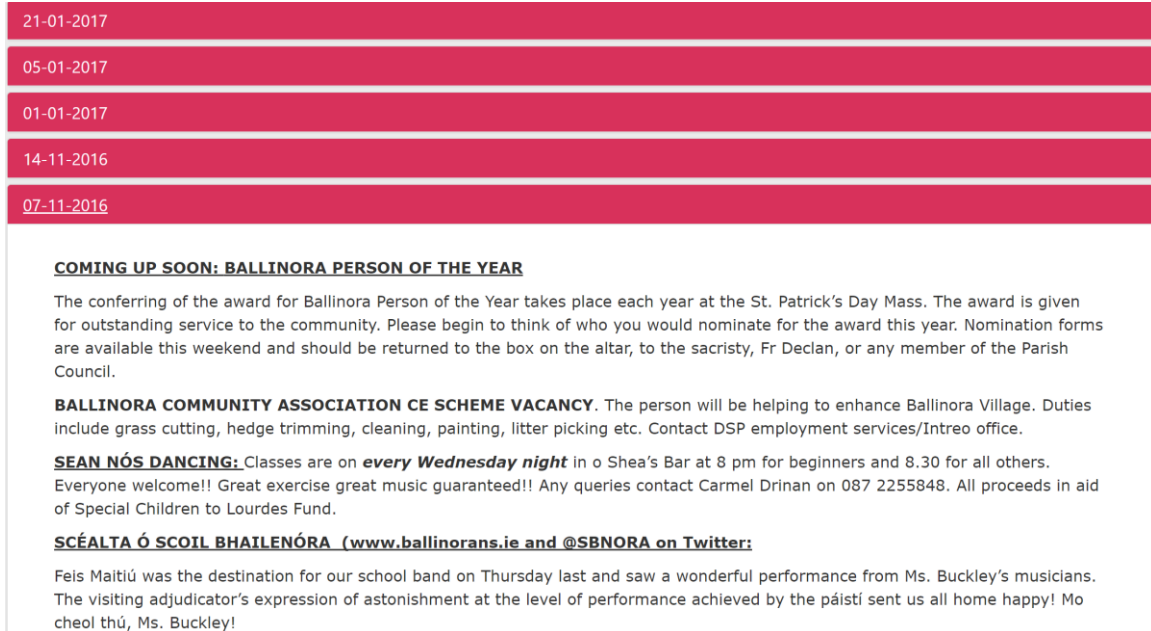 21-01-2017
05-01-2017
01-01-2017
14-11-2016
07-11-2016
COMING UP SOON: BALLINORA PERSON OF THE YEAR
The conferring of the award for Ballinora Person of the Year takes place each year at the St. Patrick’s Day Mass. The award is given
for outstanding service to the community. Please begin to think of who you would nominate for the award this year. Nomination forms
are available this weekend and should be returned to the box on the altar, to the sacristy, Fr Declan, or any member of the Parish
Council.
BALLINORA COMMUNITY ASSOCIATION CE SCHEME VACANCY. The person will be helping to enhance Ballinora Village. Duties
include grass cutting, hedge trimming, cleaning, painting, litter picking etc. Contact DSP employment services/Intreo office.
SEAN NÓS DANCING: Classes are on every Wednesday night in o Shea’s Bar at 8 pm for beginners and 8.30 for all others.
Everyone welcome!! Great exercise great music guaranteed!! Any queries contact Carmel Drinan on 087 2255848. All proceeds in aid
of Special Children to Lourdes Fund.
SCÉALTA Ó SCOIL BHAILENÓRA (www.ballinorans.ie and @SBNORA on Twitter:
Feis Maitiú was the destination for our school band on Thursday last and saw a wonderful performance from Ms. Buckley’s musicians.
The visiting adjudicator’s expression of astonishment at the level of performance achieved by the páistí sent us all home happy! Mo
cheol thú, Ms. Buckley!